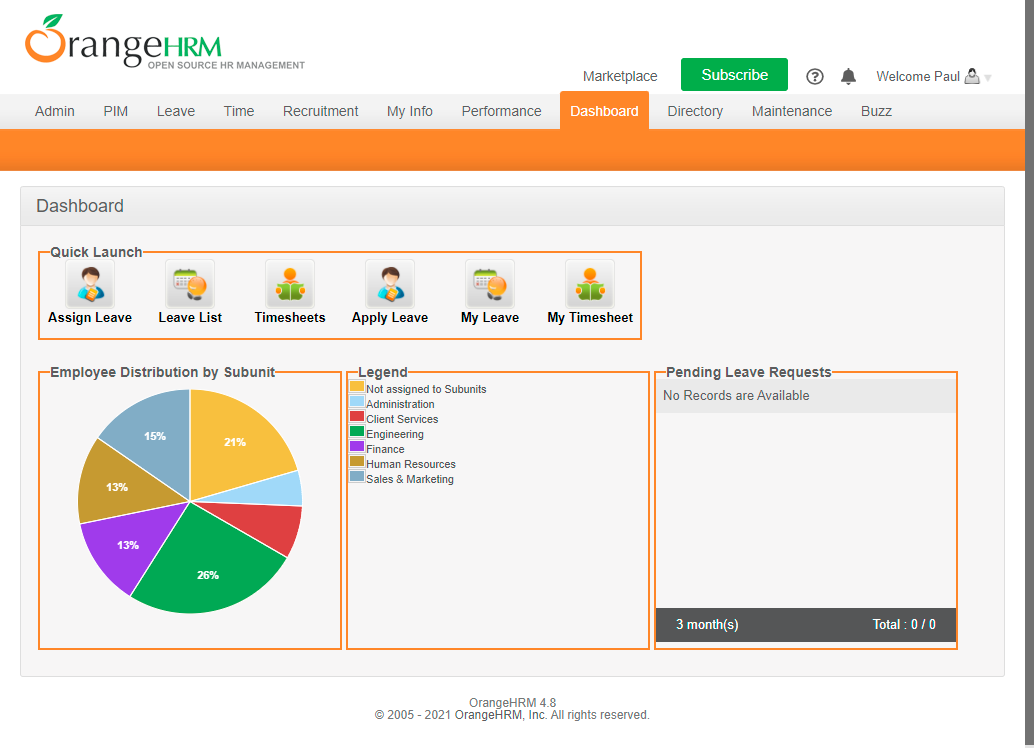 OrangeHRM
OPEN SOURCE HR MANAGEMENT
Marketplace Subscribe ? Welcome Paul
Admin PIM Leave Time Recruitment My Info Performance Dashboard Directory Maintenance Buzz
Dashboard
Quick Launch
Assign Leave Leave List Timesheets Apply Leave My Leave My Timesheet
Employee Distribution by Subunit
21%
26%
13%
13%
15%
Legend
Not assigned to Subunits
Administration
Client Services
Engineering
Finance
Human Resources
Sales & Marketing
Pending Leave Requests
No Records are Available
3 month(s) Total : 0 / 0
OrangeHRM 4.8
© 2005 - 2021 OrangeHRM, Inc. All rights reserved.